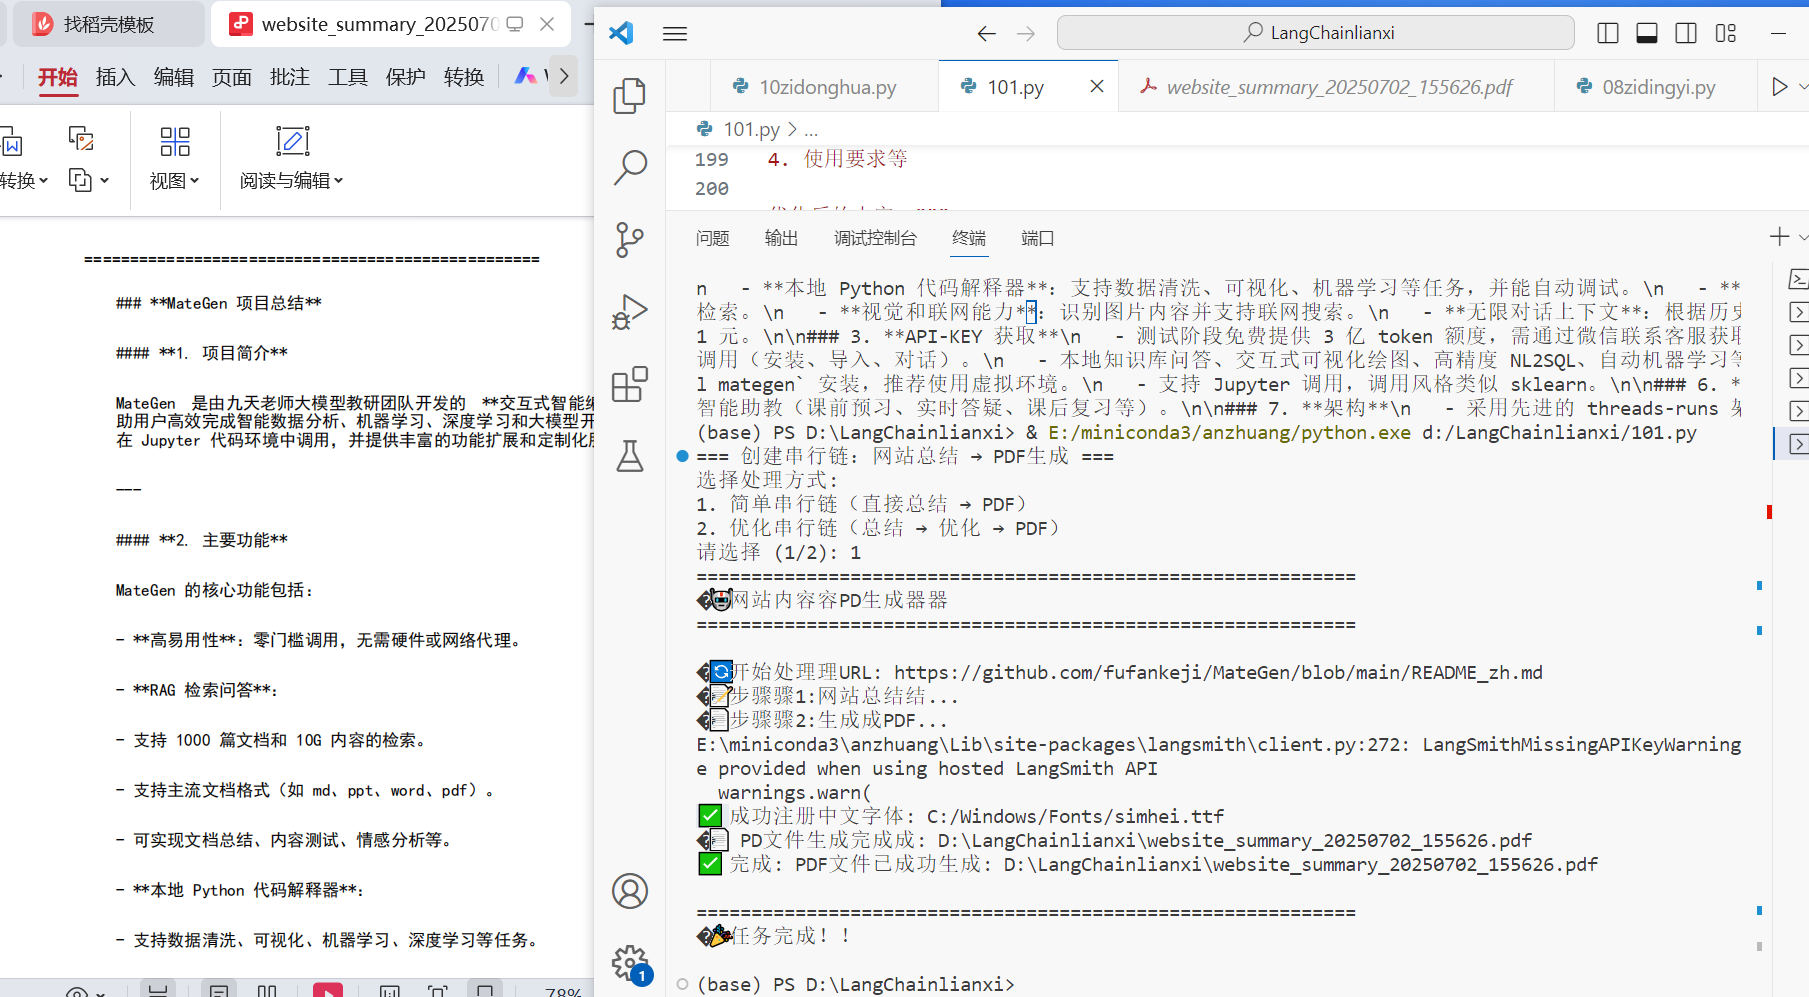 找稻壳模板
website_summary_2025070
开始 插入 编辑 页面 批注 工具 保护 转换
转换 视图 阅读与编辑
==================================================
### **MateGen 项目总结**
#### **1. 项目简介**
MateGen 是由九天老师大模型教研团队开发的 **交互式智能编
助用户高效完成智能数据分析、机器学习、深度学习和大模型开
在 Jupyter 代码环境中调用，并提供丰富的功能扩展和定制化服
---
#### **2. 主要功能**
MateGen 的核心功能包括：
- **高易用性**：零门槛调用，无需硬件或网络代理。
- **RAG 检索问答**：
- 支持 1000 篇文档和 10G 内容的检索。
- 支持主流文档格式（如 md、ppt、word、pdf）。
- 可实现文档总结、内容测试、情感分析等。
- **本地 Python 代码解释器**：
- 支持数据清洗、可视化、机器学习、深度学习等任务。
78%
LangChainlianxi
10zidonghua.py 101.py website_summary_20250702_155626.pdf 08zidingyi.py
101.py > ...
199 4. 使用要求等
200
问题 输出 调试控制台 终端 端口
n   - **本地 Python 代码解释器**: 支持数据清洗、可视化、机器学习等任务，并能自动调试。\n   - **
检索。\n   - **视觉和联网能力**: 识别图片内容并支持联网搜索。\n   - **无限对话上下文**: 根据历史
1 元。\n\n### 3. **API-KEY 获取**\n   - 测试阶段免费提供 3 亿 token 额度，需通过微信联系客服获取
调用（安装、导入、对话）。\n   - 本地知识库问答、交互式可视化绘图、高精度 NL2SQL、自动机器学习等
l mategen` 安装，推荐使用虚拟环境。\n   - 支持 Jupyter 调用，调用风格类似 sklearn。\n\n### 6. *
智能助教（课前预习、实时答疑、课后复习等）。\n\n### 7. **架构**\n   - 采用先进的 threads-runs 架
(base) PS D:\LangChainlianxi> & E:/miniconda3/anzhuang/python.exe d:/LangChainlianxi/101.py
=== 创建串行链: 网站总结 → PDF生成 ===
选择处理方式:
1. 简单串行链（直接总结 → PDF）
2. 优化串行链（总结 → 优化 → PDF）
请选择 (1/2): 1
============================================================
�🤖网站内容容PD生成器器
============================================================
�🔄开始处理理URL: https://github.com/fufankeji/MateGen/blob/main/README_zh.md
�📝步骤骤1:网站总结结...
�📄步骤骤2:生成成PDF...
E:\miniconda3\anzhuang\Lib\site-packages\langsmith\client.py:272: LangSmithMissingAPIKeyWarning
e provided when using hosted LangSmith API
  warnings.warn(
✅ 成功注册中文字体: C:/Windows/Fonts/simhei.ttf
�📄 PD文件生成完成成: D:\LangChainlianxi\website_summary_20250702_155626.pdf
✅ 完成: PDF文件已成功生成: D:\LangChainlianxi\website_summary_20250702_155626.pdf
============================================================
�🎉任务完成！！
(base) PS D:\LangChainlianxi>
1